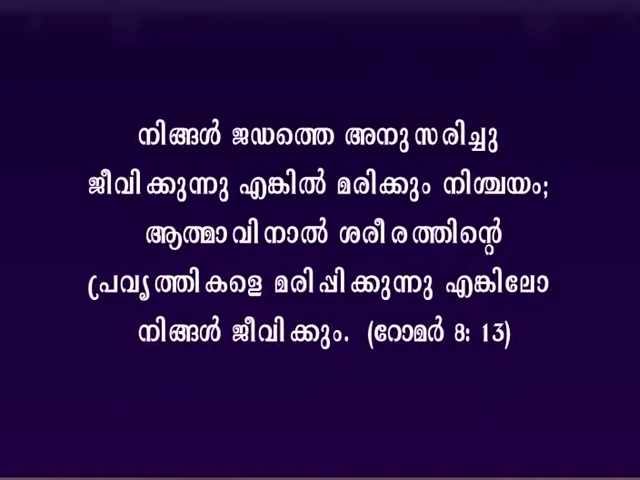 നിങ്ങൾ ജഡത്തെ അനുസരിച്ചു
ജീവിക്കുന്നു എങ്കിൽ മരിക്കും നിശ്ചയം;
ആത്മാവിനാൽ ശരീരത്തിന്റെ
പ്രവൃത്തികളെ മരിപ്പിക്കുന്നു എങ്കിലോ
നിങ്ങൾ ജീവിക്കും. (റോമർ 8: 13)